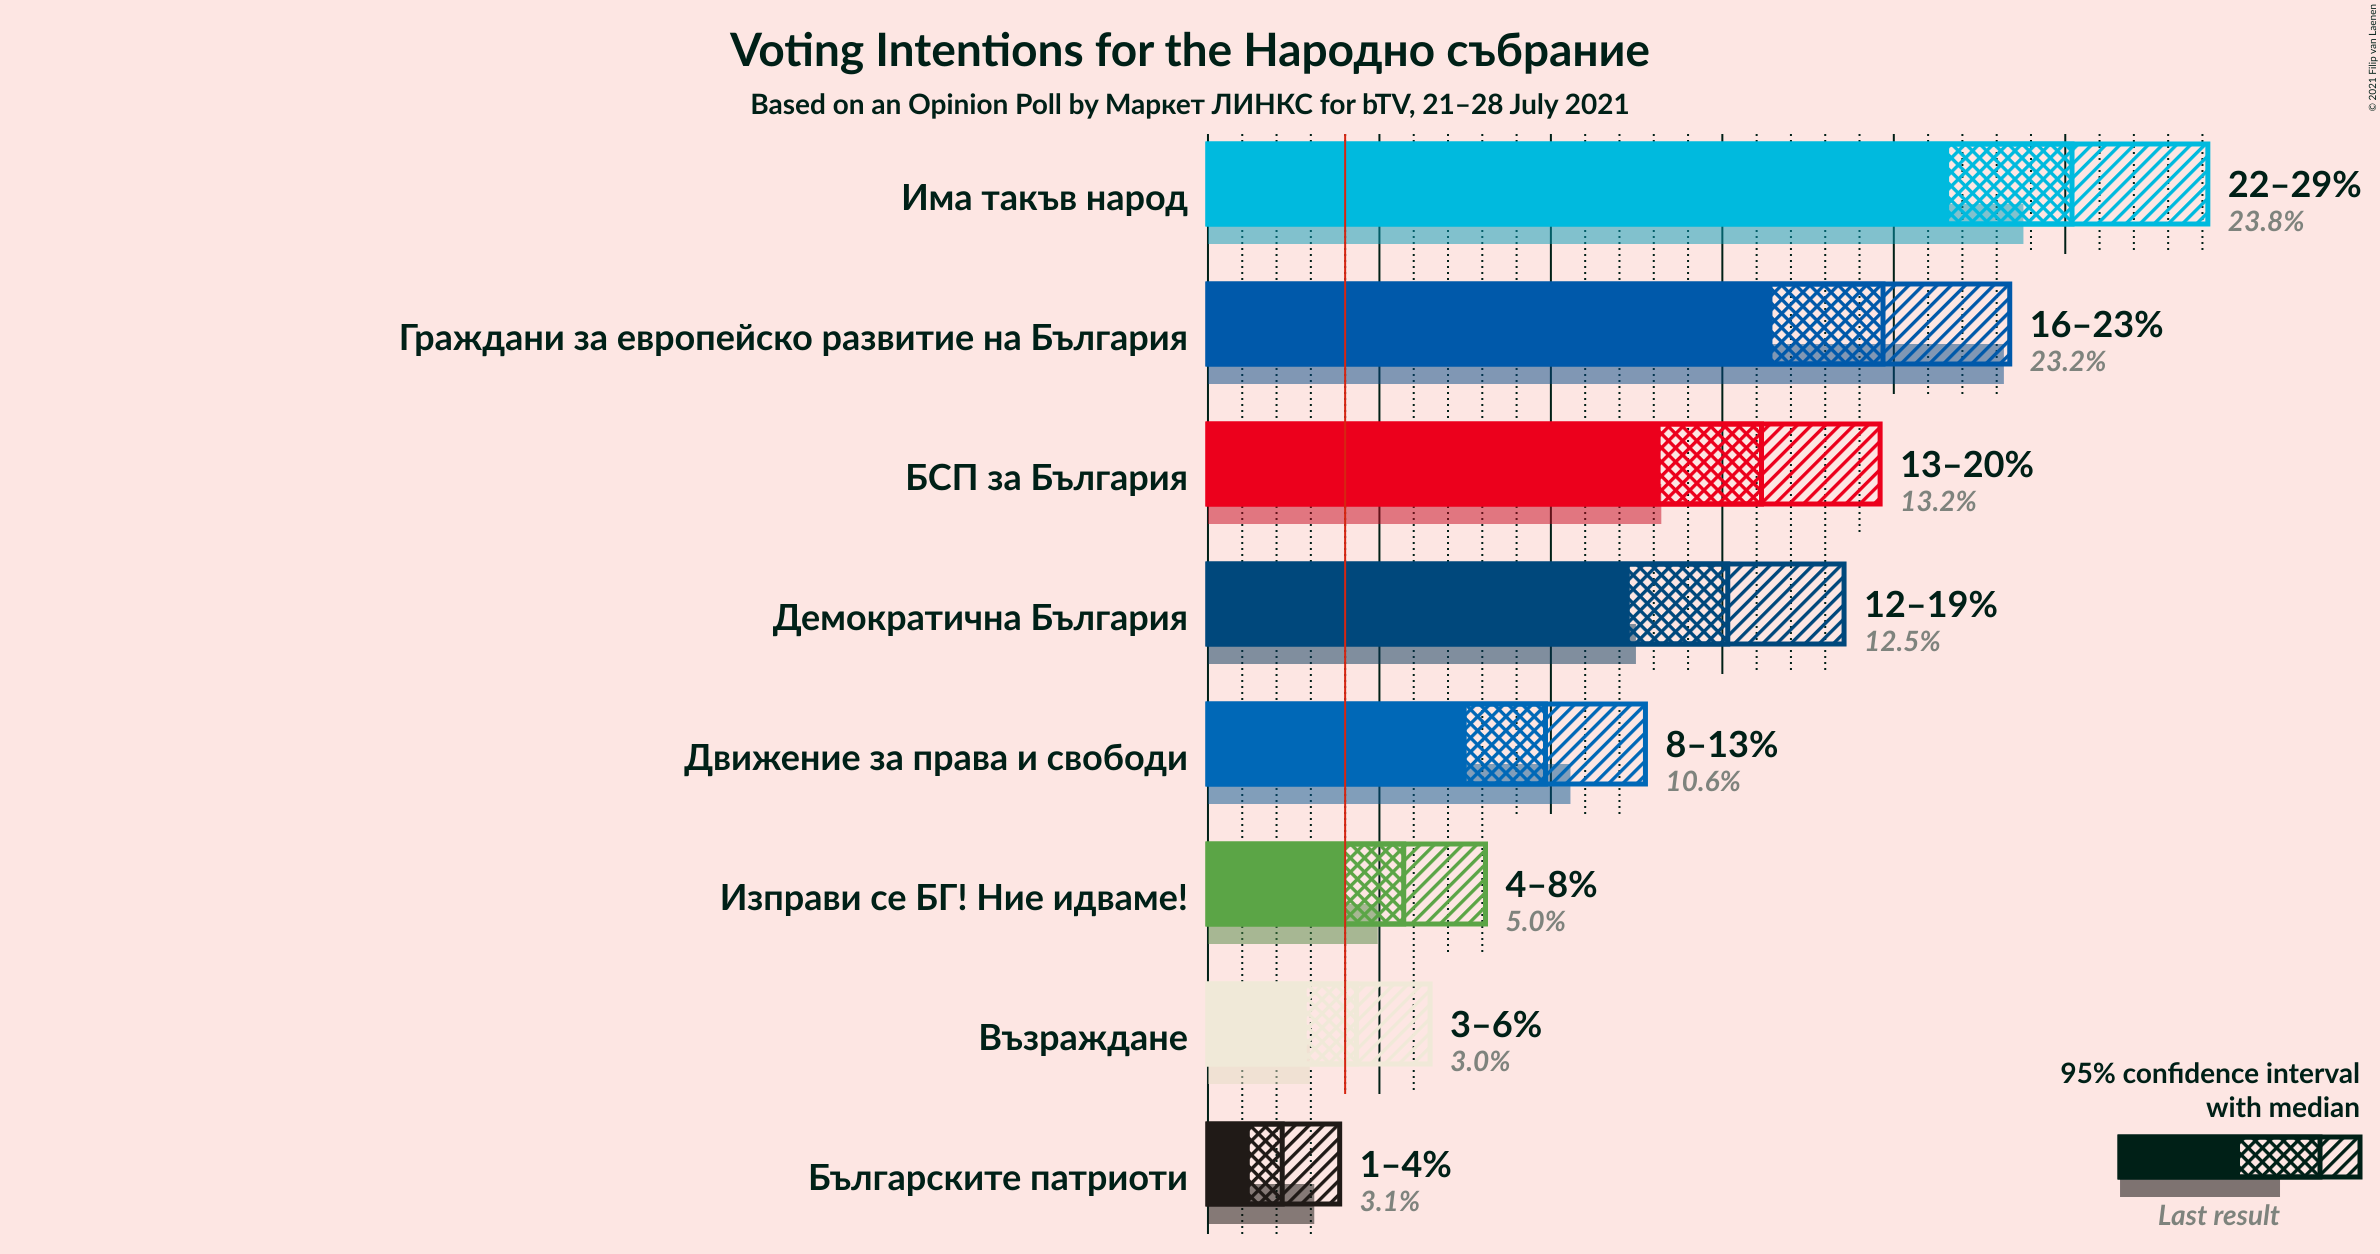 Voting Intentions for the Народно събрание
Based on an Opinion Poll by Маркет ЛИНКС for bTV, 21–28 July 2021
© 2021 Filip van Laenen
Има такъв народ
22–29%
23.8%
Граждани за европейско развитие на България
16–23%
23.2%
БСП за България
13–20%
13.2%
Демократична България
12–19%
12.5%
Движение за права и свободи
8–13%
10.6%
Изправи се БГ! Ние идваме!
4–8%
5.0%
Възраждане
3–6%
3.0%
Българските патриоти
1–4%
3.1%
95% confidence interval
with median
Last result